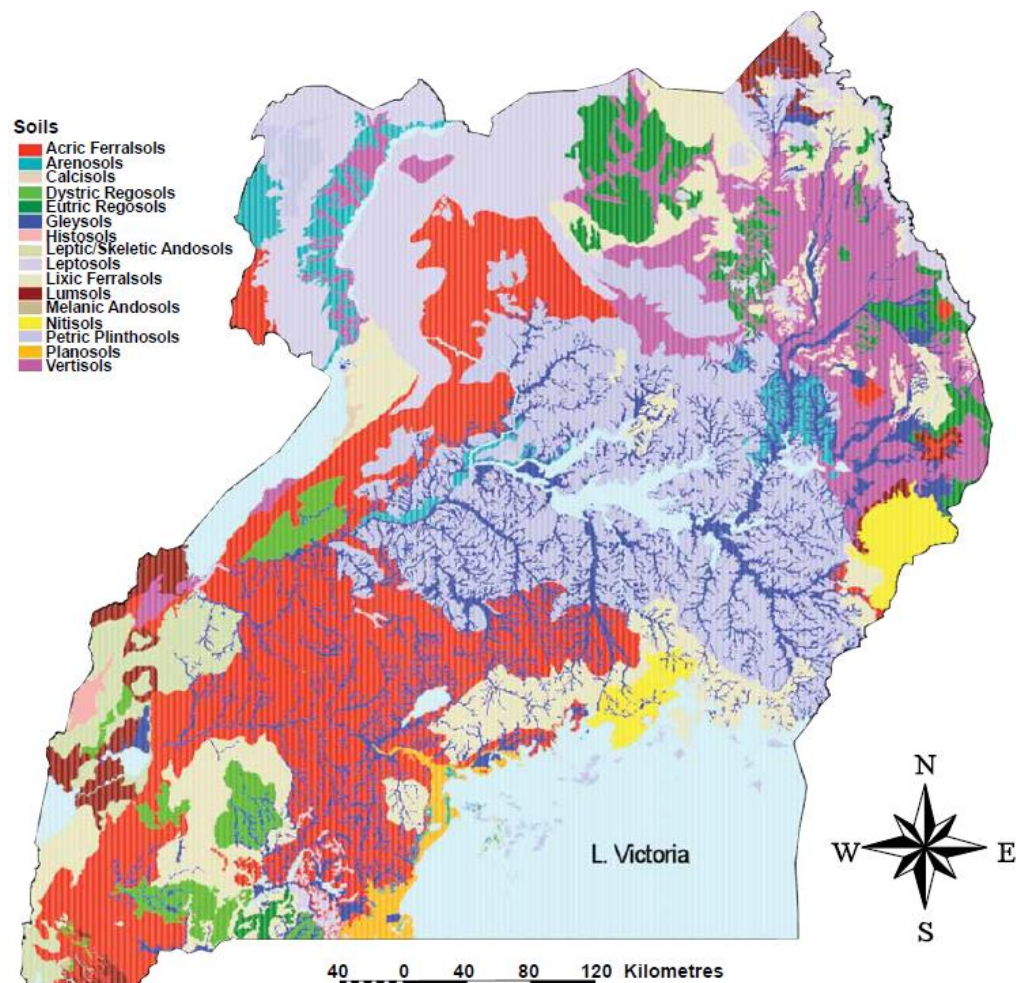 Soils
Acric Ferralsols
Arenosols
Calcisols
Dystric Regosols
Eutric Regosols
Gleysols
Histosols
Leptic/Skeletic Andosols
Leptosols
Lixic Ferralsols
Lumsols
Melanic Andosols
Nitisols
Petric Plinthosols
Planosols
Vertisols
L. Victoria
N
W E
S
40 0 40 80 120 Kilometres